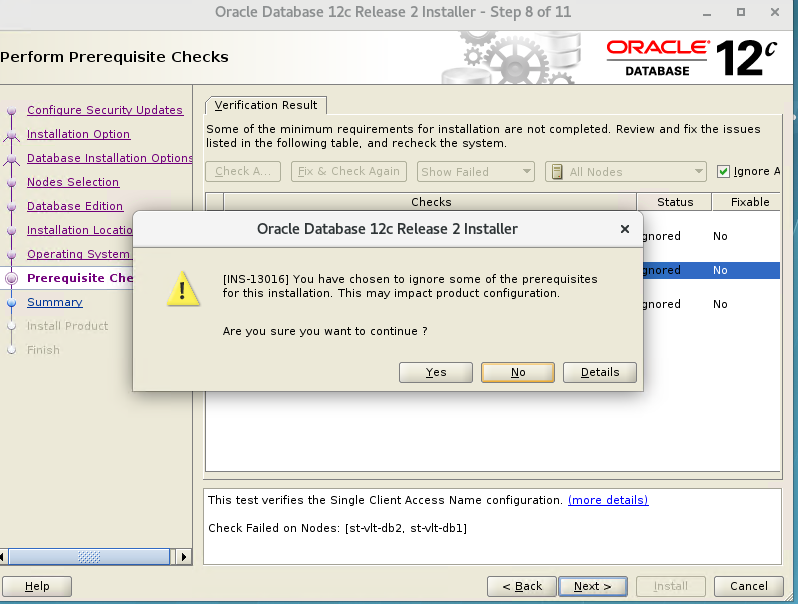 Oracle Database 12c Release 2 Installer - Step 8 of 11
Perform Prerequisite Checks
ORACLE
DATABASE
12c
Configure Security Updates
Installation Option
Database Installation Options
Nodes Selection
Database Edition
Installation Locatio
Operating System
Prerequisite Che
Summary
Install Product
Finish
Verification Result
Some of the minimum requirements for installation are not completed. Review and fix the issues
listed in the following table, and recheck the system.
Check A... Fix & Check Again Show Failed All Nodes Ignore A
Checks Status Fixable
gnored No
gnored No
gnored No
Oracle Database 12c Release 2 Installer
[INS-13016] You have chosen to ignore some of the prerequisites
for this installation. This may impact product configuration.
Are you sure you want to continue ?
Yes No Details
This test verifies the Single Client Access Name configuration. (more details)
Check Failed on Nodes: [st-vlt-db2, st-vlt-db1]
Help < Back Next > Install Cancel